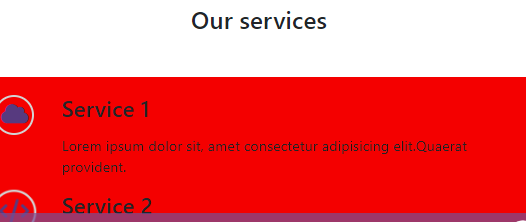 Our services
Service 1
Lorem ipsum dolor sit, amet consectetur adipisicing elit.Quaerat
provident.
Service 2